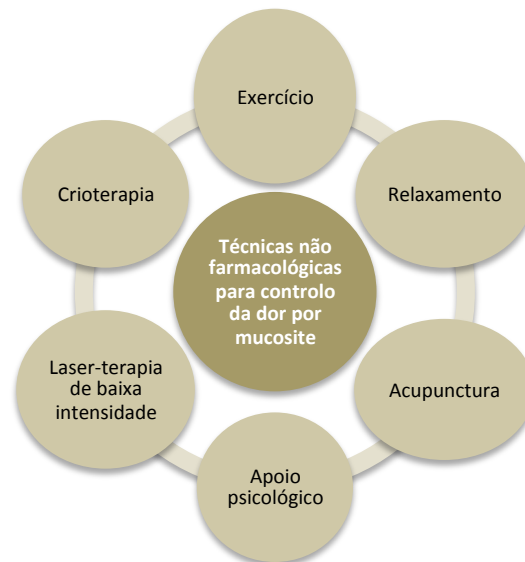 Exercício
Relaxamento
Acupunctura
Apoio
psicológico
Laser-terapia
de baixa
intensidade
Crioterapia
Técnicas não
farmacológicas
para controlo
da dor por
mucosite